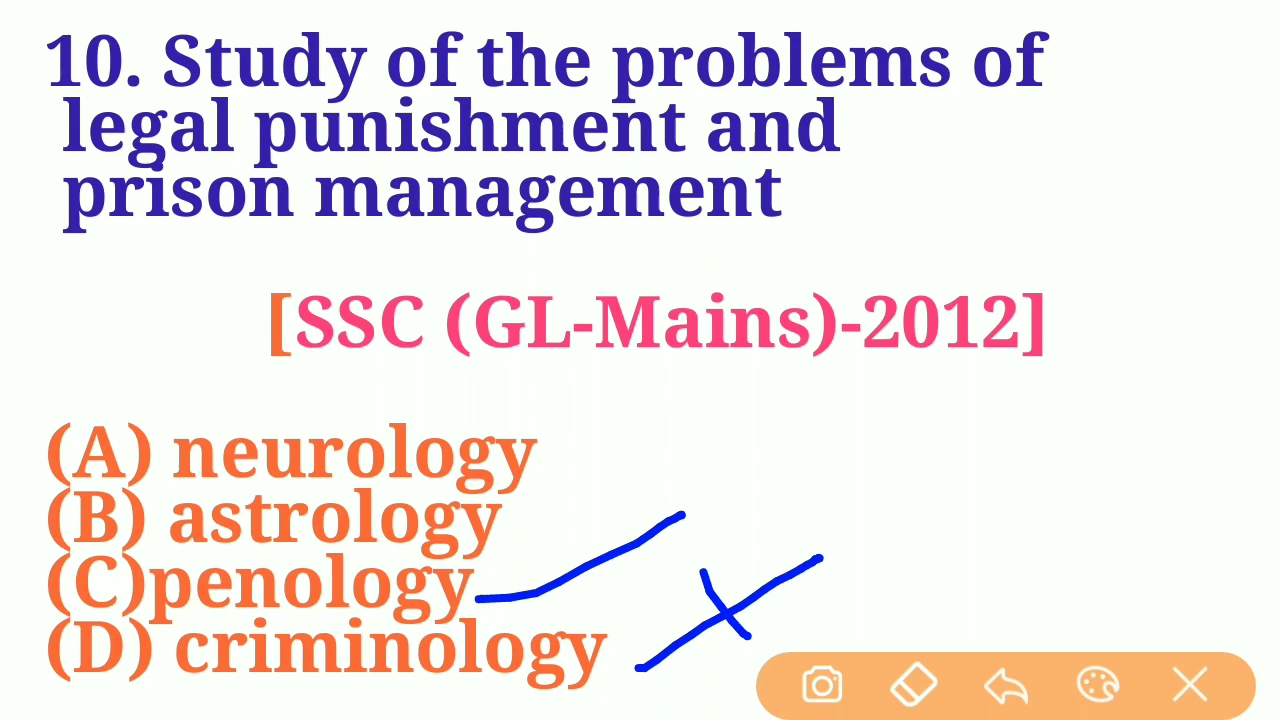 10. Study of the problems of
legal punishment and
prison management
[SSC (GL-Mains)-2012]
(A) neurology
(B) astrology
(C)penology
(D) criminology